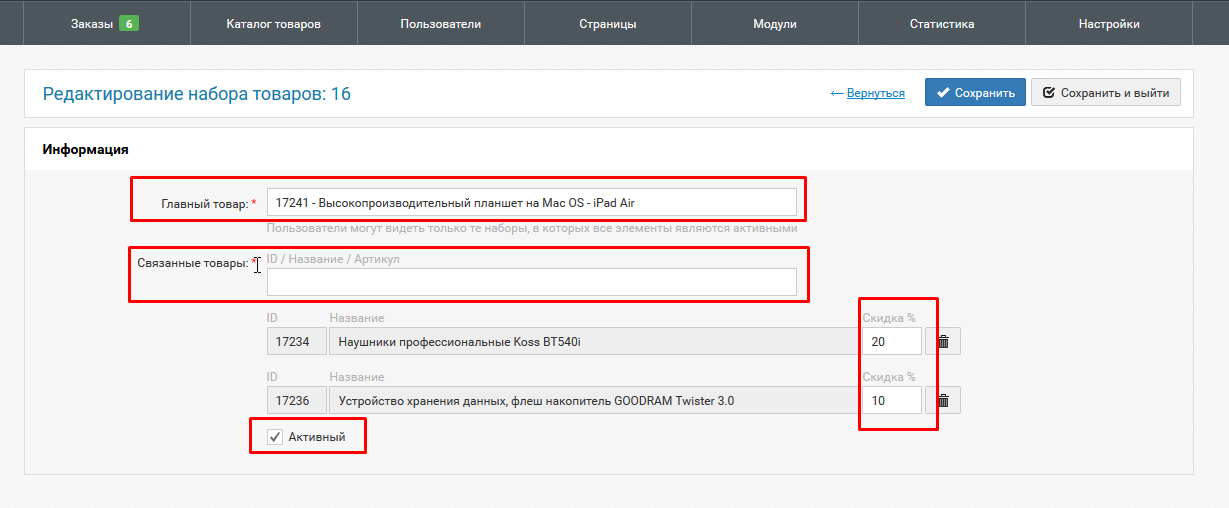 Заказы 6 Каталог товаров Пользователи Страницы Модули Статистика Настройки
Редактирование набора товаров: 16 ← Вернуться Сохранить Сохранить и выйти
Информация
Главный товар: * 17241 - Высокопроизводительный планшет на Mac OS - iPad Air
Пользователи могут видеть только те наборы, в которых все элементы являются активными
Связанные товары: * ID / Название / Артикул
ID Название Скидка %
17234 Наушники профессиональные Koss BT540i 20
ID Название Скидка %
17236 Устройство хранения данных, флеш накопитель GOODRAM Twister 3.0 10
Активный